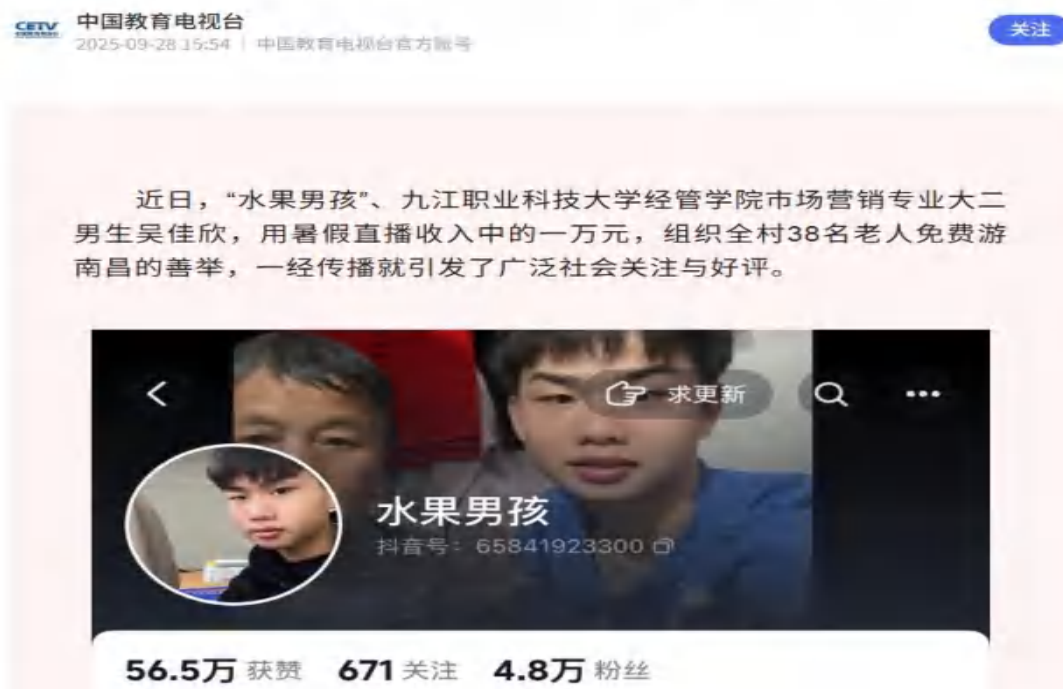 CETV
中国教育电视台
2025-09-28 15:54 | 中国教育电视台官方账号
关注
近日，“水果男孩”、九江职业科技大学经管学院市场营销专业大二
男生吴佳欣，用暑假直播收入中的一万元，组织全村38名老人免费游
南昌的善举，一经传播就引发了广泛社会关注与好评。
求更新
水果男孩
抖音号：65841923300
56.5万 获赞 671 关注 4.8万 粉丝